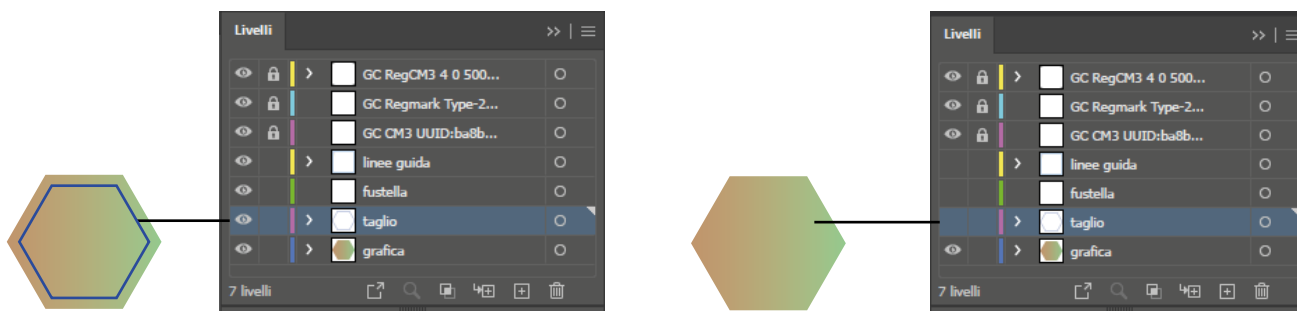 Livelli
GC RegCM3 4 0 500...
GC Regmark Type-2...
GC CM3 UUID:ba8b...
linee guida
fustella
taglio
grafica
7 livelli
Livelli
GC RegCM3 4 0 500...
GC Regmark Type-2...
GC CM3 UUID:ba8b...
linee guida
fustella
taglio
grafica
7 livelli